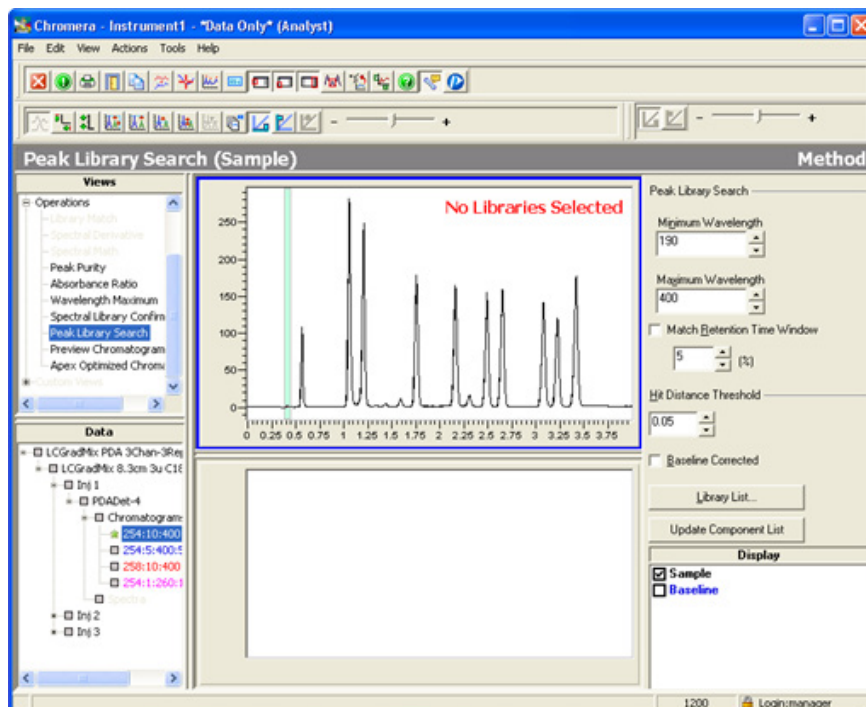 Chromera - Instrument1 - *Data Only* (Analyst)
File Edit View Actions Tools Help
- +
- +
Peak Library Search (Sample)
Method
Views
Operations
Library Match
Spectral Derivative
Spectral Math
Peak Purity
Absorbance Ratio
Wavelength Maximum
Spectral Library Confirm
Peak Library Search
Preview Chromatogram
Apex Optimized Chroma
Custom Views
Data
LCGradMix PDA 3Chan-3Rep
LCGradMix 8.3cm 3u C18
Inj 1
PDADet-4
Chromatograms
254:10:400
254:5:400:5
258:10:400
254:1:260:1
Spectra
Inj 2
Inj 3
No Libraries Selected
250
200
150
100
50
0
0 0.25 0.5 0.75 1 1.25 1.5 1.75 2 2.25 2.5 2.75 3 3.25 3.5 3.75
Peak Library Search
Minimum Wavelength
190
Maximum Wavelength
400
Match Retention Time Window
5 (%)
Hit Distance Threshold
0.05
Baseline Corrected
Library List...
Update Component List
Display
Sample
Baseline
1200 Login:manager